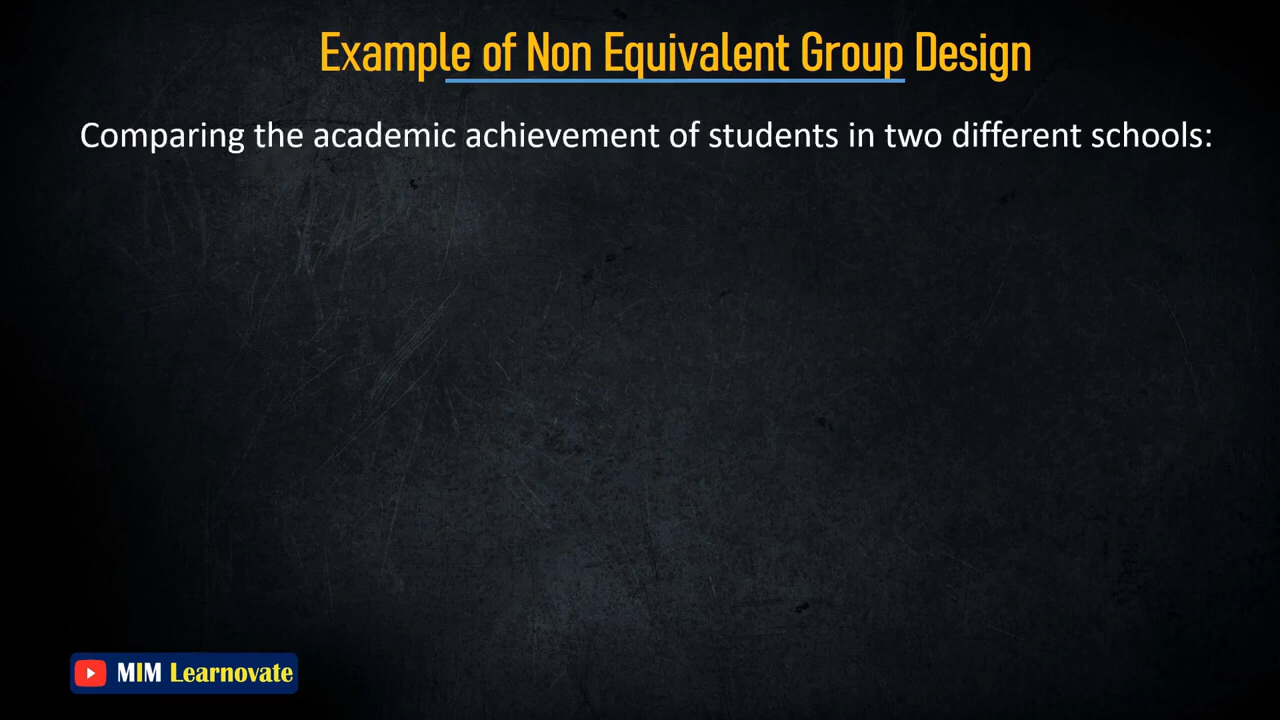 Example of Non Equivalent Group Design
Comparing the academic achievement of students in two different schools:
MIM Learnovate